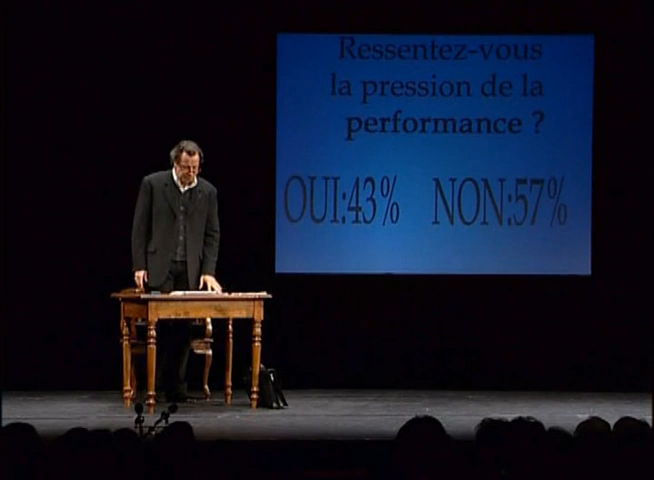 Ressentez-vous
la pression de la
performance ?
OUI:43% NON:57%